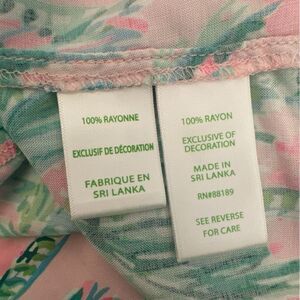 100% RAYONNE
EXCLUSIF DE DÉCORATION
FABRIQUE EN
SRI LANKA
100% RAYON
EXCLUSIVE OF
DECORATION
MADE IN
SRI LANKA
RN#88189
SEE REVERSE
FOR CARE